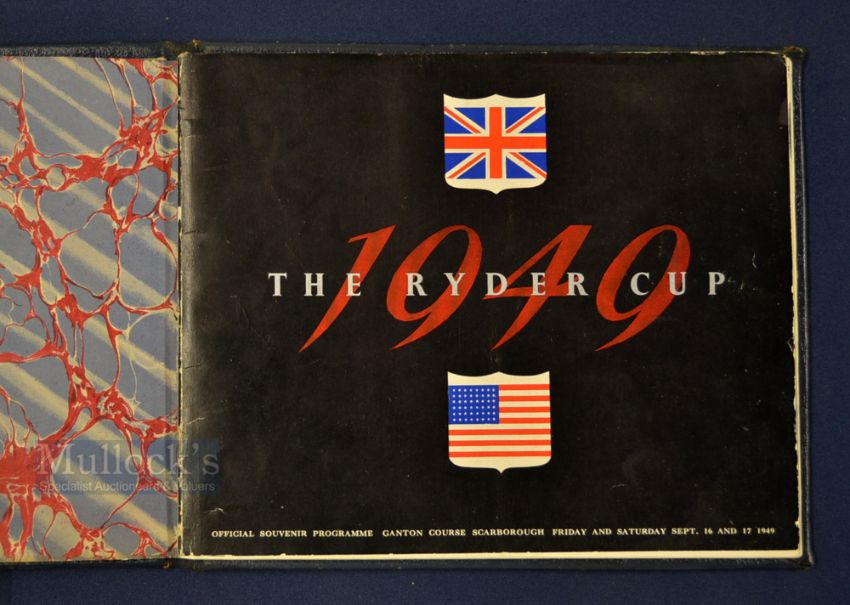 1949
THE RYDER CUP
OFFICIAL SOUVENIR PROGRAMME GANTON COURSE SCARBOROUGH FRIDAY AND SATURDAY SEPT. 16 AND 17 1949
Mullock's
Specialist Auctioneers & Valuers